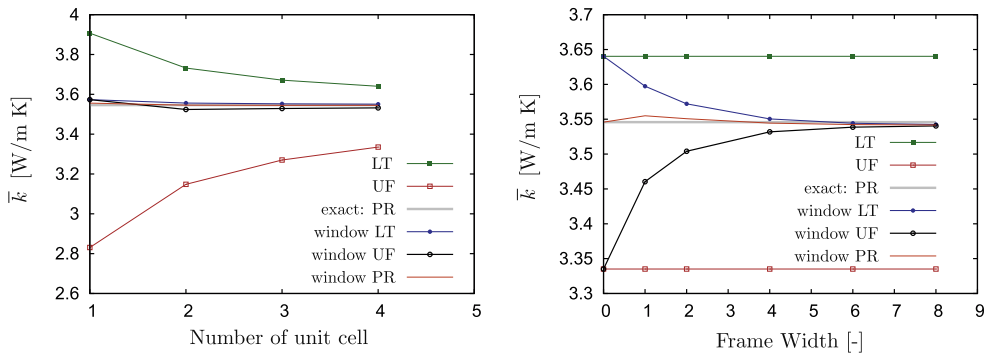 4
3.8
3.6
3.4
3.2
3
2.8
2.6
k̅ [W/m K]
LT
UF
exact: PR
window LT
window UF
window PR
1 2 3 4 5
Number of unit cell
3.7
3.65
3.6
3.55
3.5
3.45
3.4
3.35
3.3
k̅ [W/m K]
LT
UF
exact: PR
window LT
window UF
window PR
0 1 2 3 4 5 6 7 8 9
Frame Width [-]